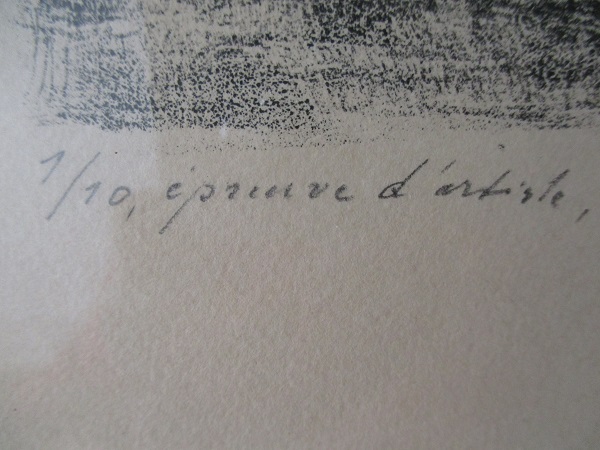 1/10, épreuve d'artiste,